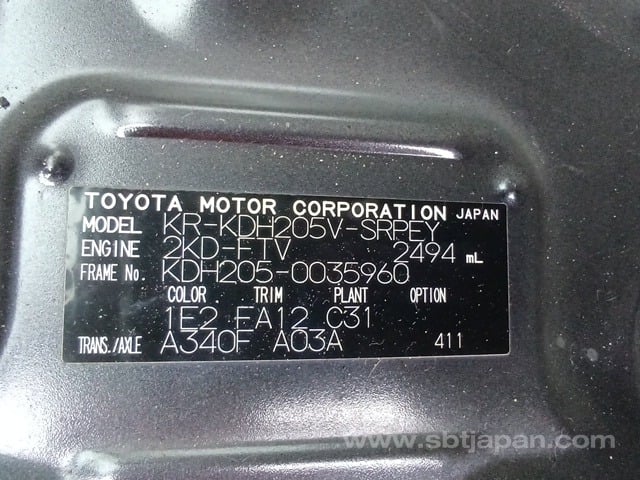 TOYOTA MOTOR CORPORATION JAPAN
MODEL KR-KDH205V-SRPEY
ENGINE 2KD-FTV 2494 mL
FRAME No. KDH205-0035960
COLOR TRIM PLANT OPTION
1E2 FA12 C31
TRANS./AXLE A340F A03A 411
www.sbtjapan.com